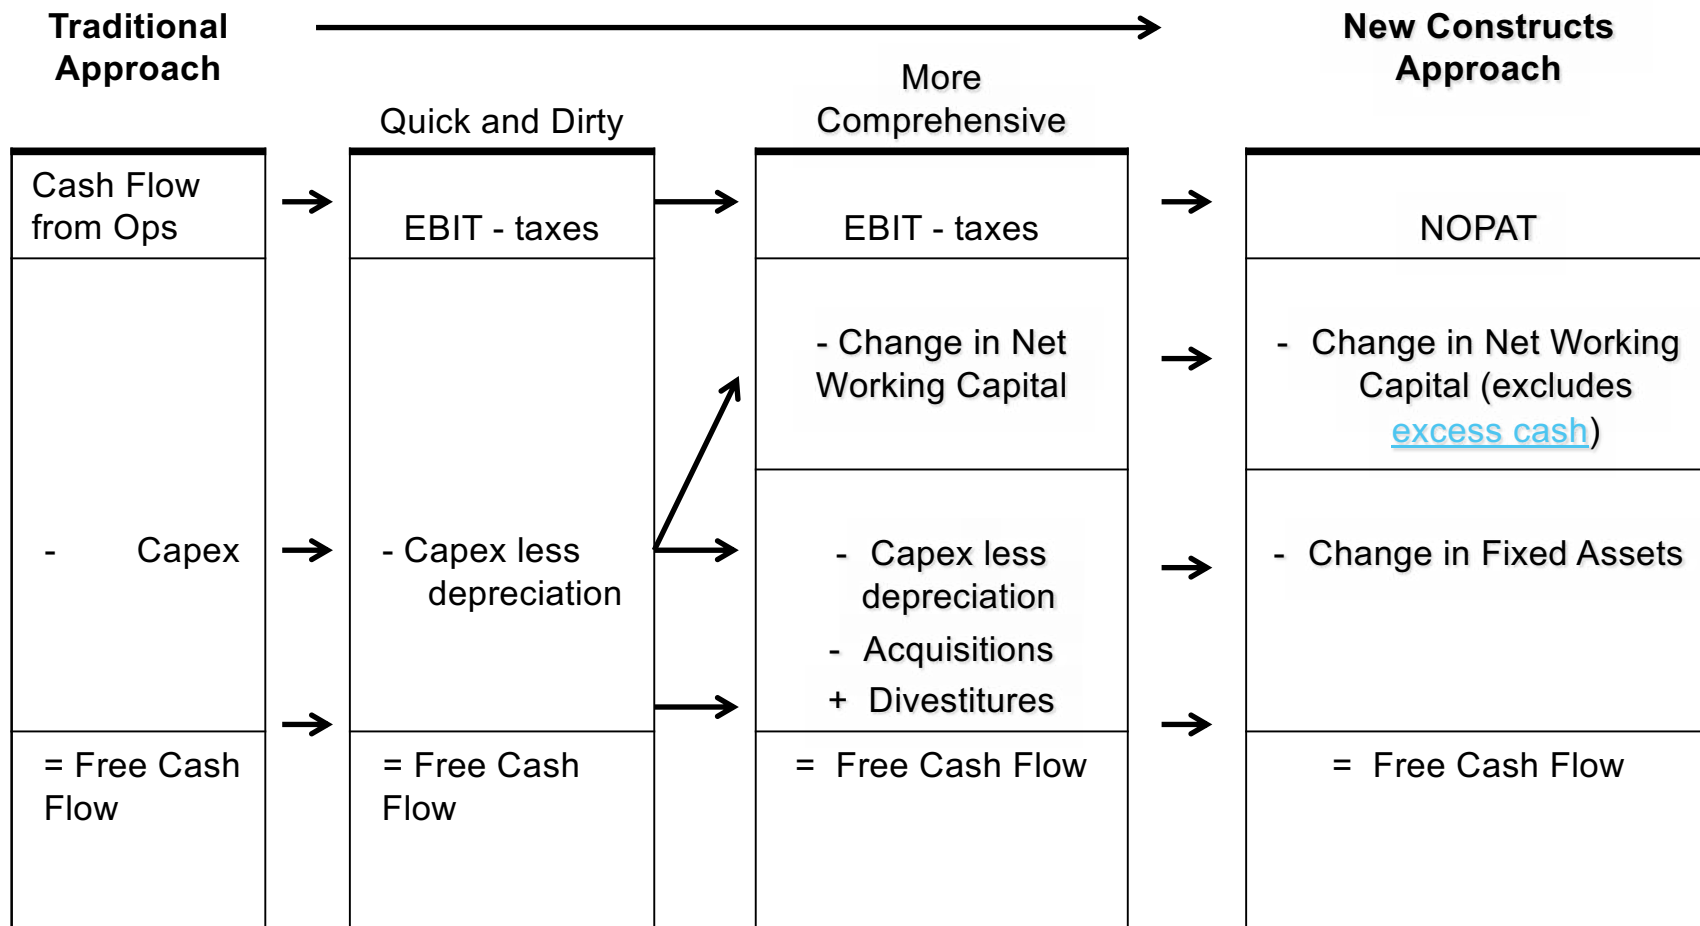 Traditional
Approach
New Constructs
Approach
Quick and Dirty
More
Comprehensive
Cash Flow
from Ops
- Capex
= Free Cash
Flow
EBIT - taxes
- Capex less
depreciation
= Free Cash
Flow
EBIT - taxes
- Change in Net
Working Capital
- Capex less
depreciation
- Acquisitions
+ Divestitures
= Free Cash Flow
NOPAT
- Change in Net Working
Capital (excludes
excess cash)
- Change in Fixed Assets
= Free Cash Flow